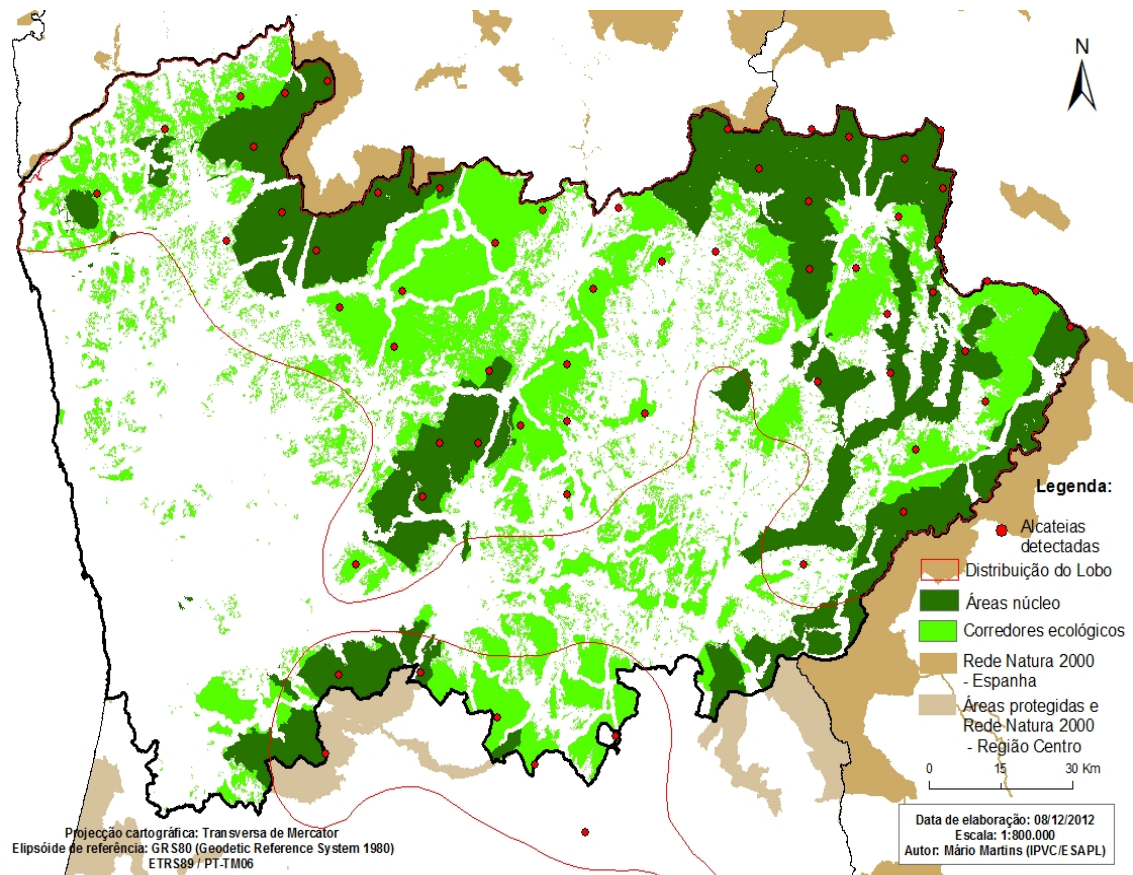 N
Legenda:
Alcateias
detectadas
Distribuição do Lobo
Áreas núcleo
Corredores ecológicos
Rede Natura 2000
- Espanha
Áreas protegidas e
Rede Natura 2000
- Região Centro
0 15 30 Km
Projecção cartográfica: Transversa de Mercator
Elipsóide de referência: GRS80 (Geodetic Reference System 1980)
ETRS89 / PT-TM06
Data de elaboração: 08/12/2012
Escala: 1:800.000
Autor: Mário Martins (IPVC/ESAPL)